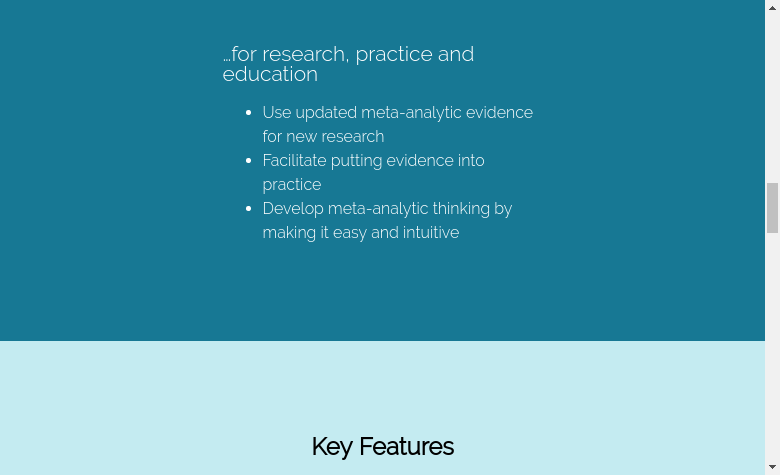 …for research, practice and
education
• Use updated meta-analytic evidence
for new research
• Facilitate putting evidence into
practice
• Develop meta-analytic thinking by
making it easy and intuitive
Key Features